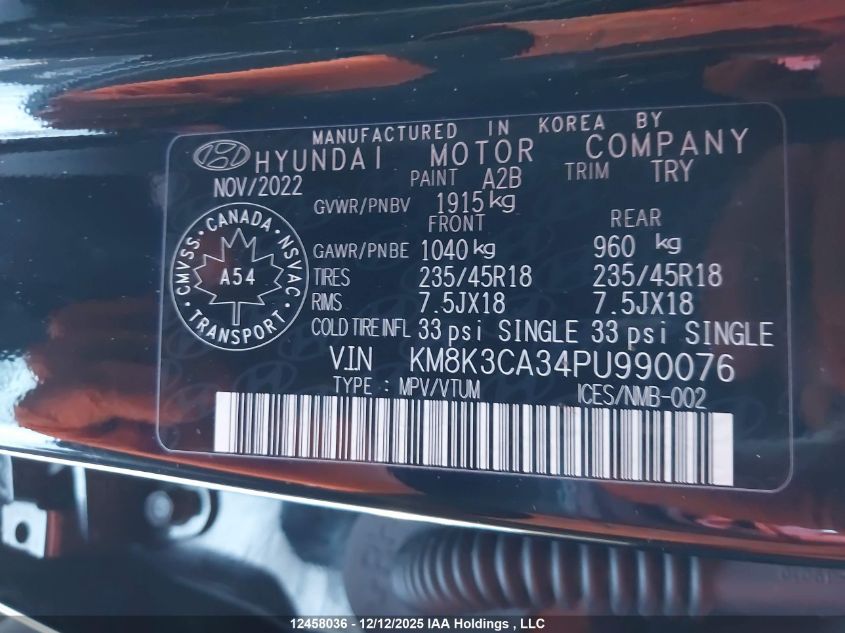 MANUFACTURED IN KOREA BY
HYUNDAI MOTOR COMPANY
NOV/2022 PAINT A2B TRIM TRY
GVWR/PNBV 1915 kg
FRONT REAR
GAWR/PNBE 1040 kg 960 kg
TIRES 235/45R18 235/45R18
RIMS 7.5JX18 7.5JX18
COLD TIRE INFL 33 psi SINGLE 33 psi SINGLE
VIN KM8K3CA34PU990076
TYPE : MPV/VTUM ICES/NMB-002
CMVSS · CANADA · NSVAC · TRANSPORT ·
A54
12458036 - 12/12/2025 IAA Holdings, LLC - Copyright